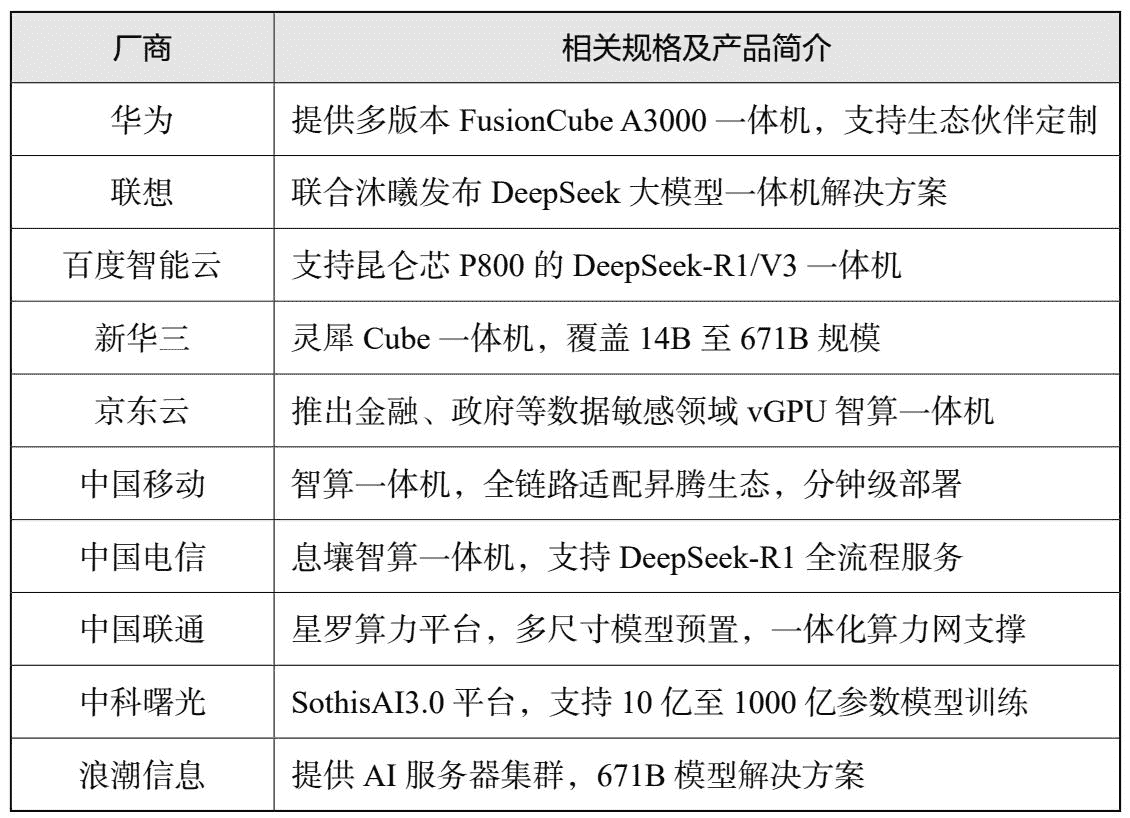 厂商 相关规格及产品简介
华为 提供多版本 FusionCube A3000 一体机，支持生态伙伴定制
联想 联合沐曦发布 DeepSeek 大模型一体机解决方案
百度智能云 支持昆仑芯 P800 的 DeepSeek-R1/V3 一体机
新华三 灵犀 Cube 一体机，覆盖 14B 至 671B 规模
京东云 推出金融、政府等数据敏感领域 vGPU 智算一体机
中国移动 智算一体机，全链路适配昇腾生态，分钟级部署
中国电信 息壤智算一体机，支持 DeepSeek-R1 全流程服务
中国联通 星罗算力平台，多尺寸模型预置，一体化算力网支撑
中科曙光 SothisAI3.0 平台，支持 10 亿至 1000 亿参数模型训练
浪潮信息 提供 AI 服务器集群，671B 模型解决方案